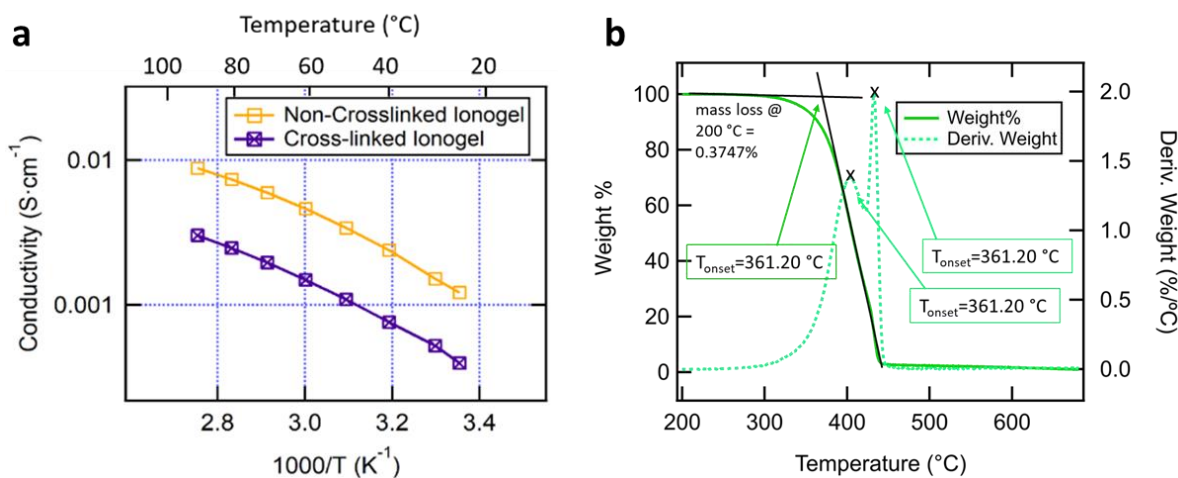 a
Temperature (°C)
100 80 60 40 20
Non-Crosslinked Ionogel
Cross-linked Ionogel
0.01
0.001
Conductivity (S·cm⁻¹)
2.8 3.0 3.2 3.4
1000/T (K⁻¹)
b
100
80
60
40
20
0
Weight %
mass loss @
200 °C =
0.3747%
x
x
Weight%
Deriv. Weight
Tonset=361.20 °C
Tonset=361.20 °C
Tonset=361.20 °C
2.0
1.5
1.0
0.5
0.0
Deriv. Weight (%/°C)
200 300 400 500 600
Temperature (°C)